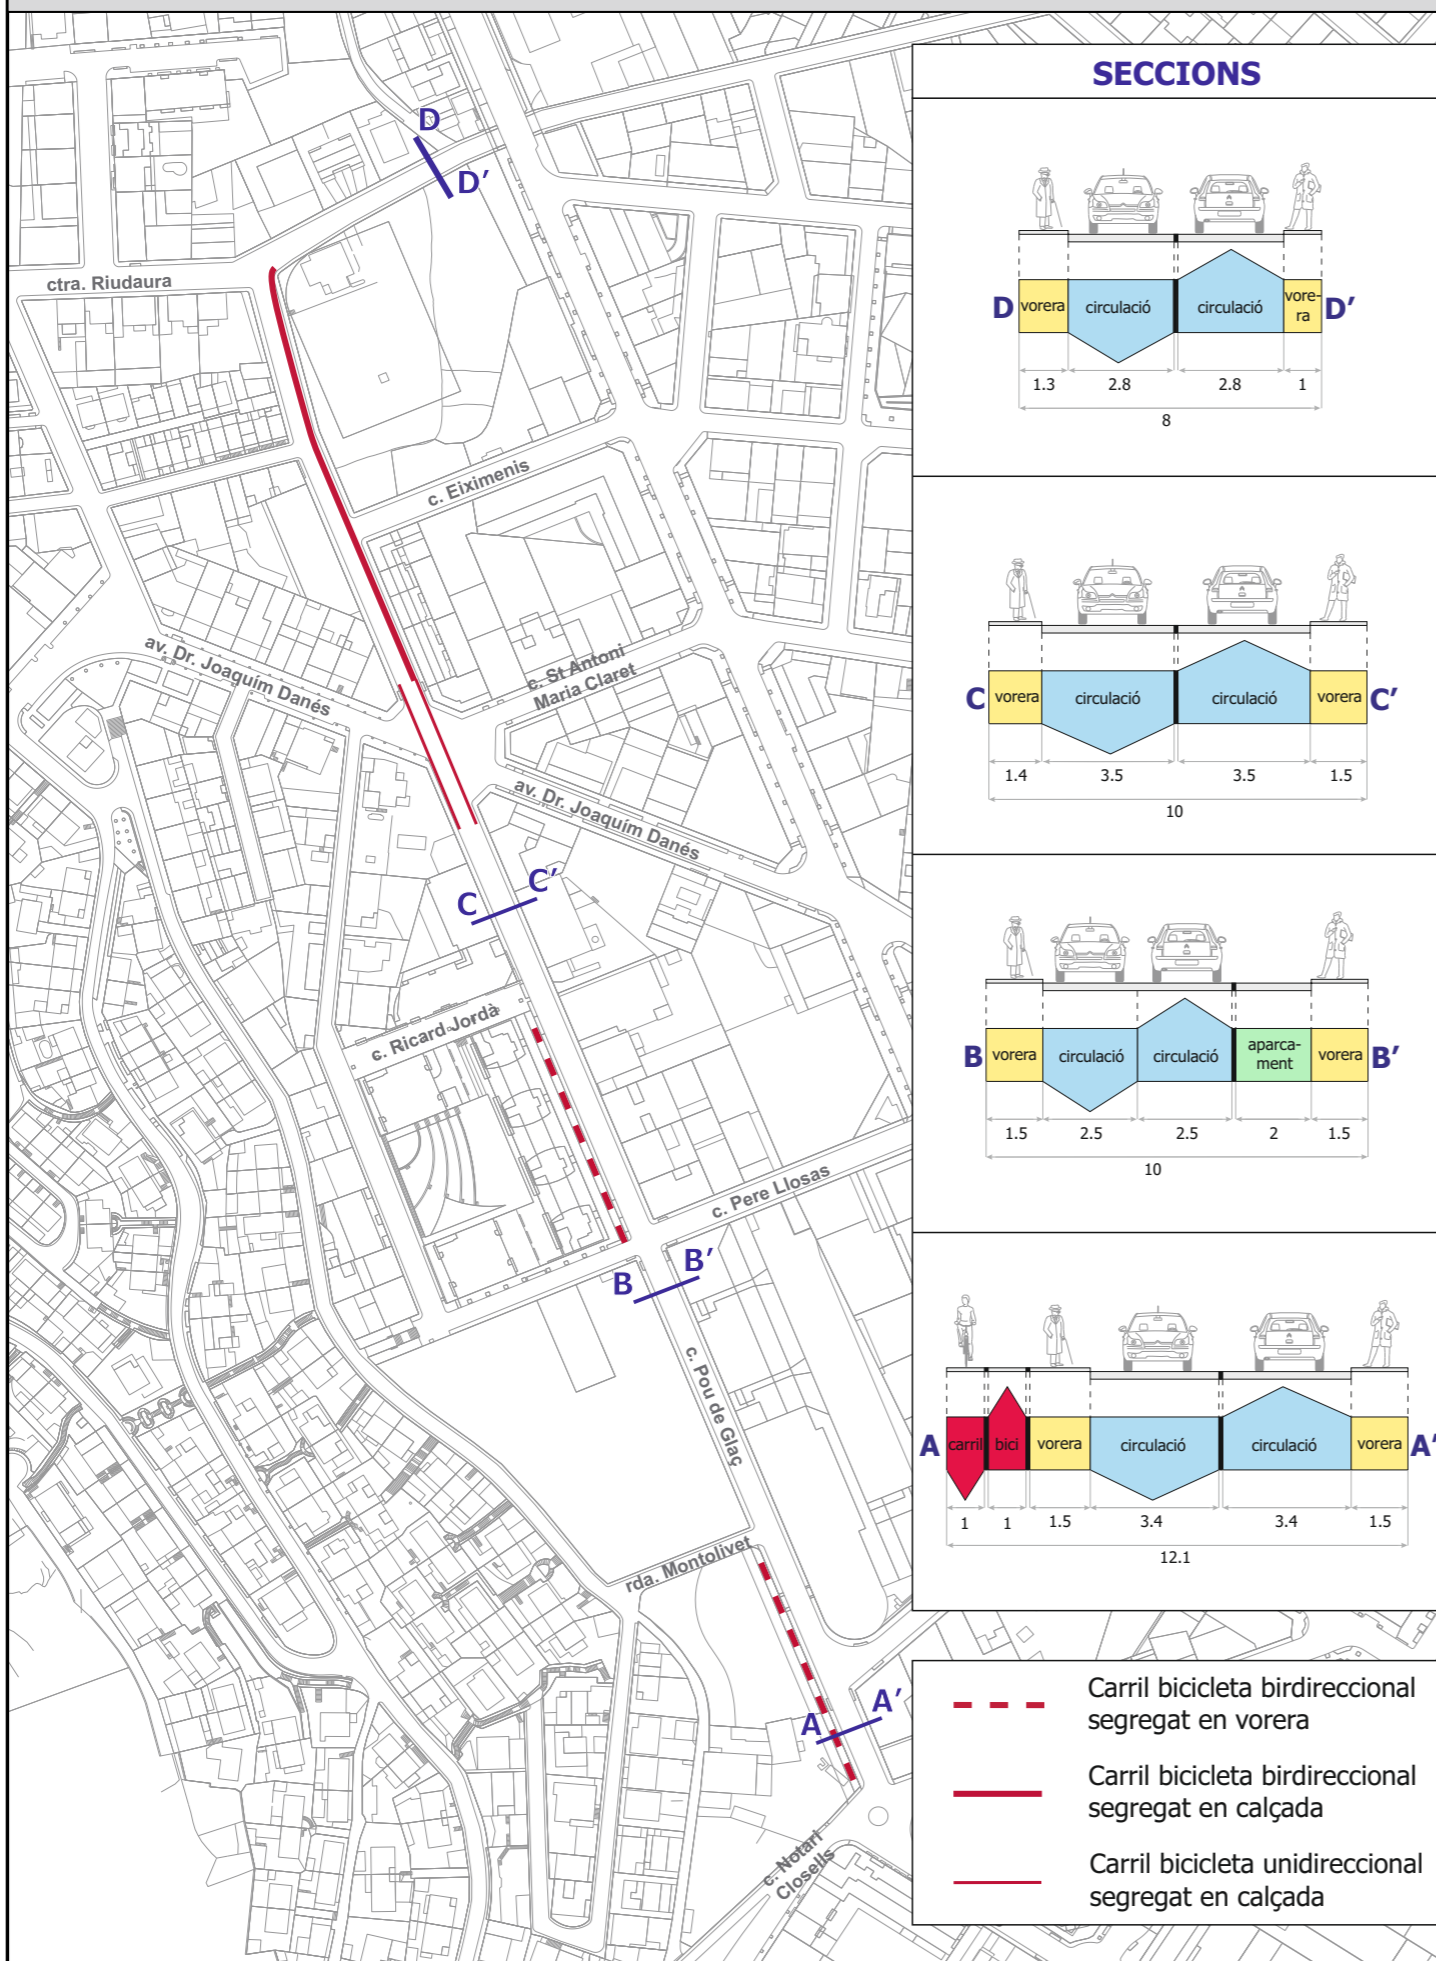 SECCIONS
D
D'
ctra. Riudaura
c. Eiximenis
c. St Antoni
Maria Claret
av. Dr. Joaquím Danés
av. Dr. Joaquím Danés
C
C'
c. Ricard Jordà
c. Pere Llosas
B
B'
c. Pou de Glaç
rda. Montolivet
A
A'
c. Notari
Closells
D
vorera
circulació
circulació
vore-
ra
D'
1.3
2.8
2.8
1
8
C
vorera
circulació
circulació
vorera
C'
1.4
3.5
3.5
1.5
10
B
vorera
circulació
circulació
aparca-
ment
vorera
B'
1.5
2.5
2.5
2
1.5
10
A
carril
bici
vorera
circulació
circulació
vorera
A'
1
1
1.5
3.4
3.4
1.5
12.1
Carril bicicleta birdireccional
segregat en vorera
Carril bicicleta birdireccional
segregat en calçada
Carril bicicleta unidireccional
segregat en calçada